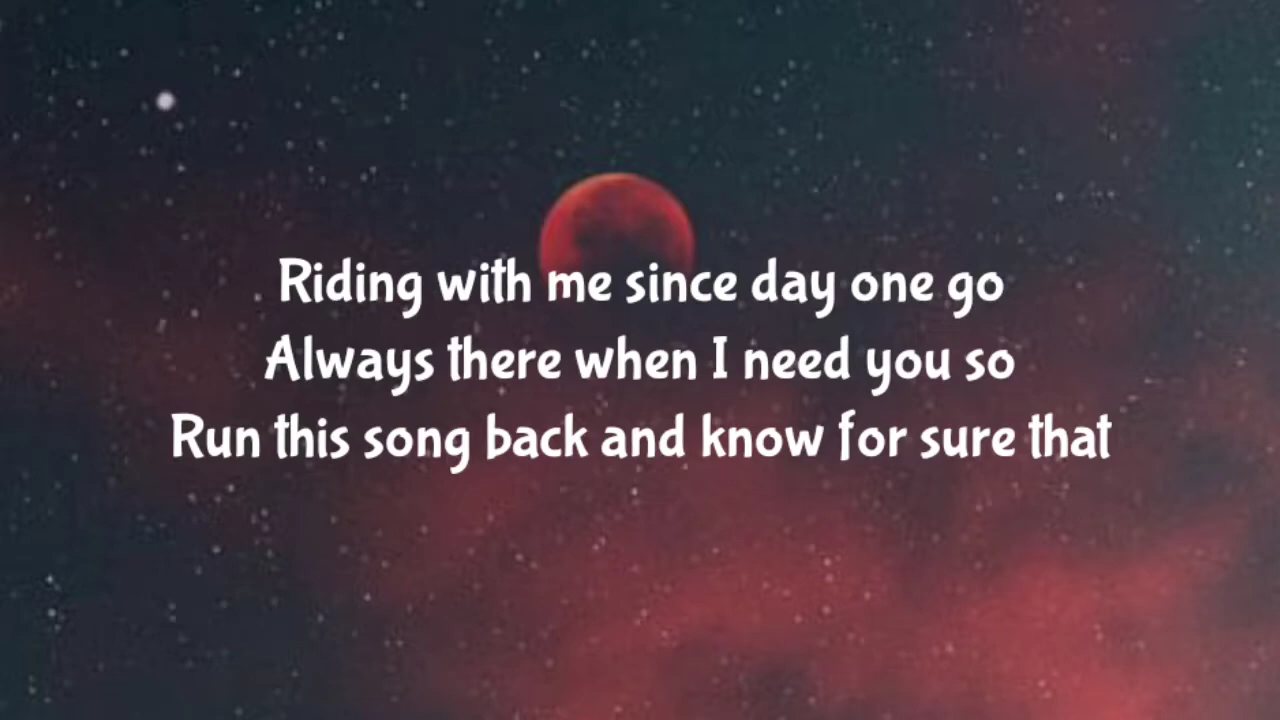 Riding with me since day one go
Always there when I need you so
Run this song back and know for sure that